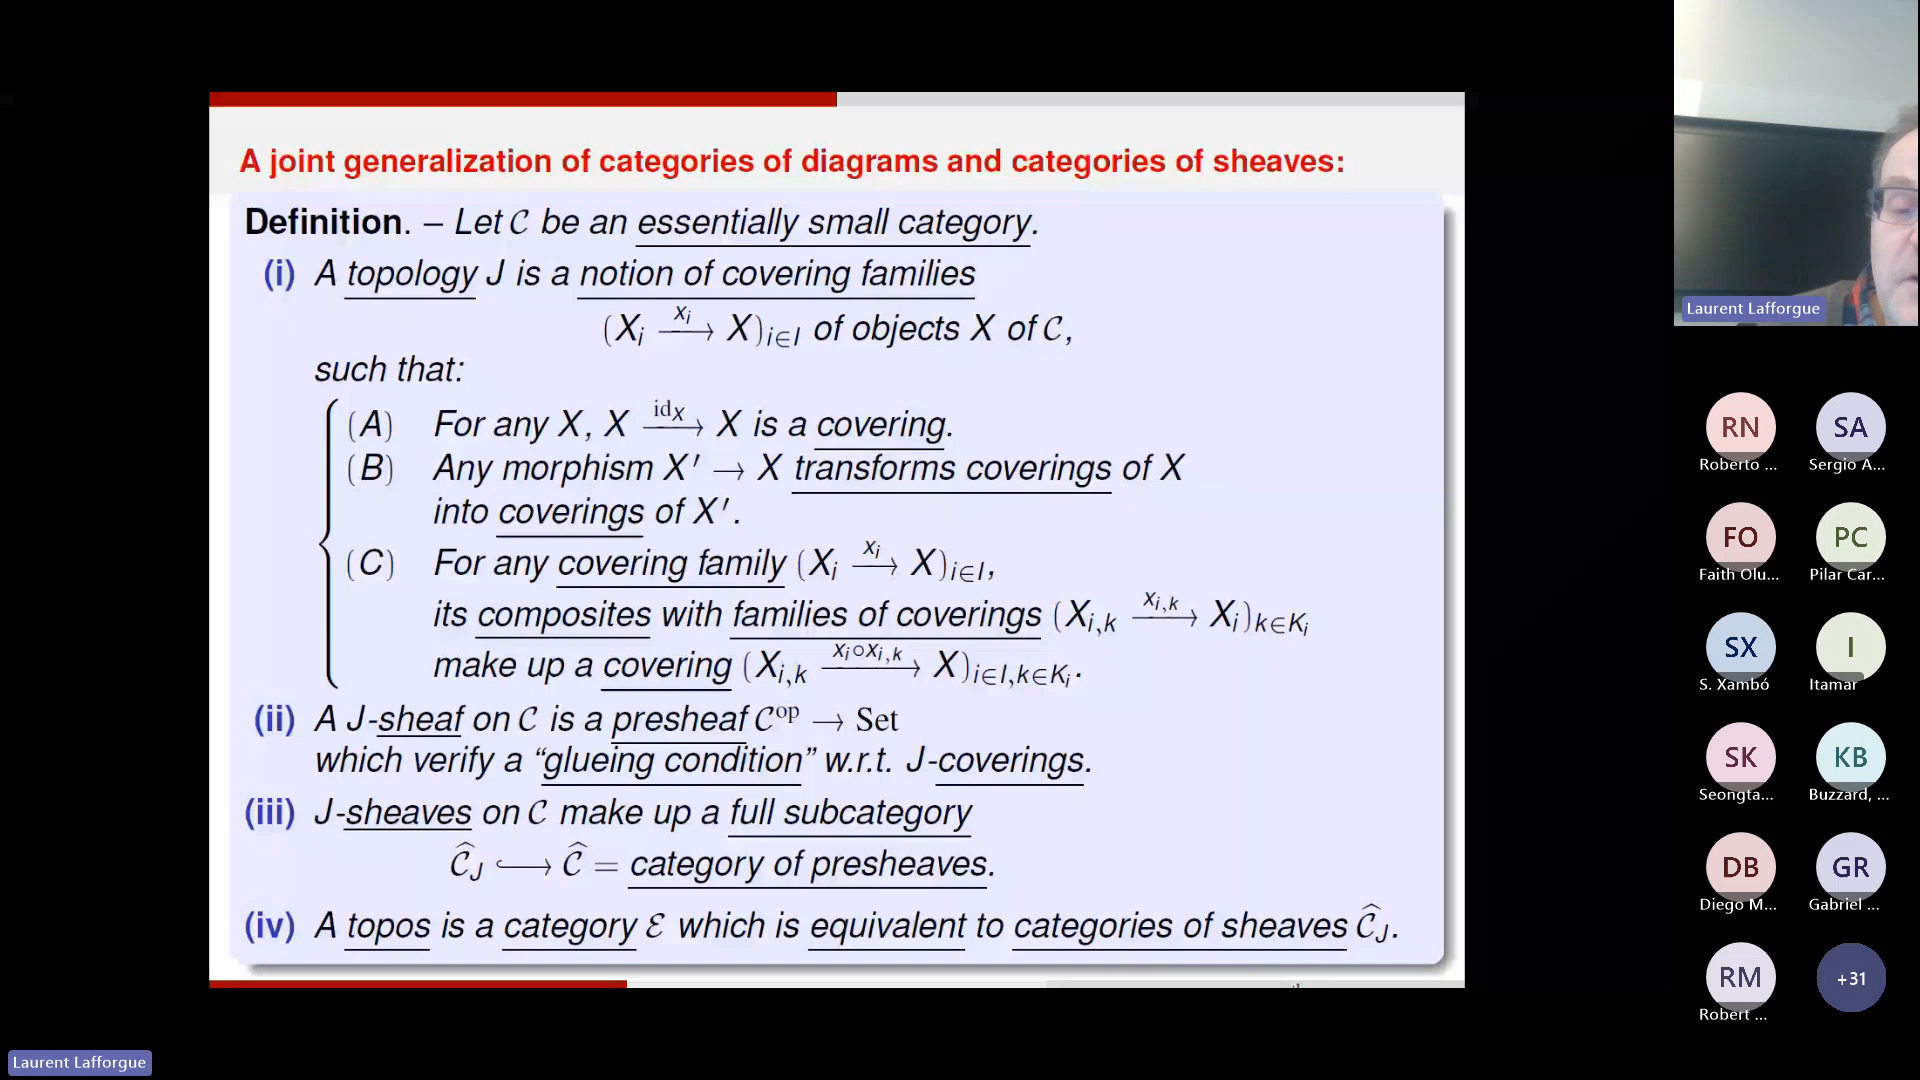 A joint generalization of categories of diagrams and categories of sheaves:
Definition. – Let 𝒞 be an essentially small category.
(i) A topology J is a notion of covering families
(X_i —x_i→ X)_{i∈I} of objects X of 𝒞,
such that:
(A) For any X, X —id_X→ X is a covering.
(B) Any morphism X′ → X transforms coverings of X
into coverings of X′.
(C) For any covering family (X_i —x_i→ X)_{i∈I},
its composites with families of coverings (X_{i,k} —x_{i,k}→ X_i)_{k∈K_i}
make up a covering (X_{i,k} —x_i∘x_{i,k}→ X)_{i∈I,k∈K_i}.
(ii) A J-sheaf on 𝒞 is a presheaf 𝒞^op → Set
which verify a “glueing condition” w.r.t. J-coverings.
(iii) J-sheaves on 𝒞 make up a full subcategory
𝒞̂_J ↪ 𝒞̂ = category of presheaves.
(iv) A topos is a category ℰ which is equivalent to categories of sheaves 𝒞̂_J.
Laurent Lafforgue
RN SA
Roberto ... Sergio A...
FO PC
Faith Olu... Pilar Car...
SX I
S. Xambó Itamar
SK KB
Seongta... Buzzard, ...
DB GR
Diego M... Gabriel ...
RM +31
Robert ...
Laurent Lafforgue